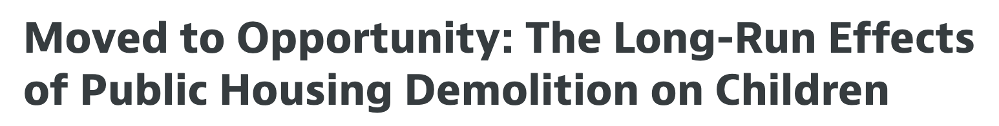 Moved to Opportunity: The Long-Run Effects
of Public Housing Demolition on Children